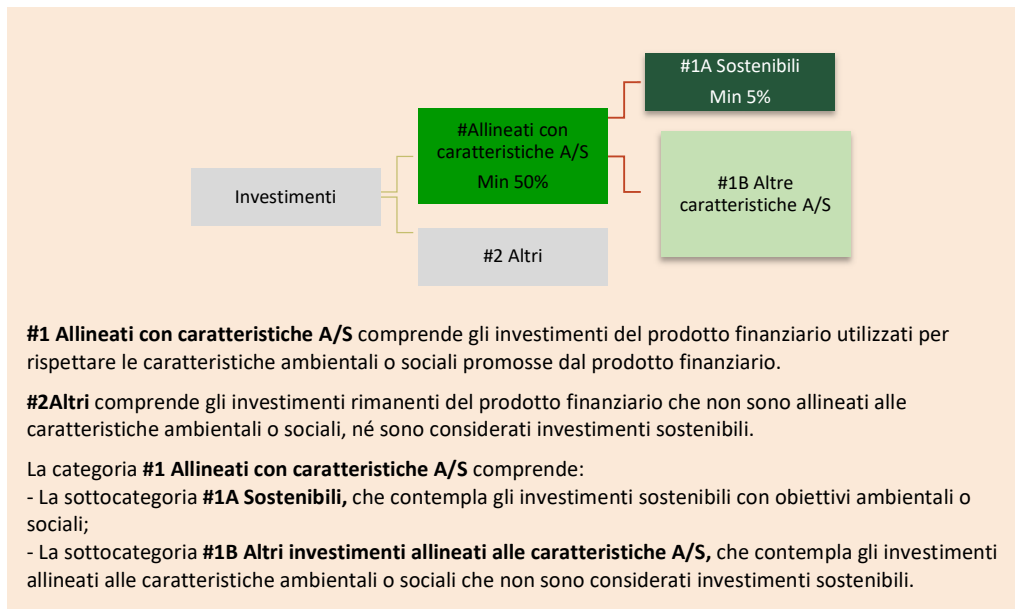 #1A Sostenibili
Min 5%
#Allineati con
caratteristiche A/S
Min 50%
#1B Altre
caratteristiche A/S
Investimenti
#2 Altri
#1 Allineati con caratteristiche A/S comprende gli investimenti del prodotto finanziario utilizzati per
rispettare le caratteristiche ambientali o sociali promosse dal prodotto finanziario.
#2Altri comprende gli investimenti rimanenti del prodotto finanziario che non sono allineati alle
caratteristiche ambientali o sociali, né sono considerati investimenti sostenibili.
La categoria #1 Allineati con caratteristiche A/S comprende:
- La sottocategoria #1A Sostenibili, che contempla gli investimenti sostenibili con obiettivi ambientali o
sociali;
- La sottocategoria #1B Altri investimenti allineati alle caratteristiche A/S, che contempla gli investimenti
allineati alle caratteristiche ambientali o sociali che non sono considerati investimenti sostenibili.